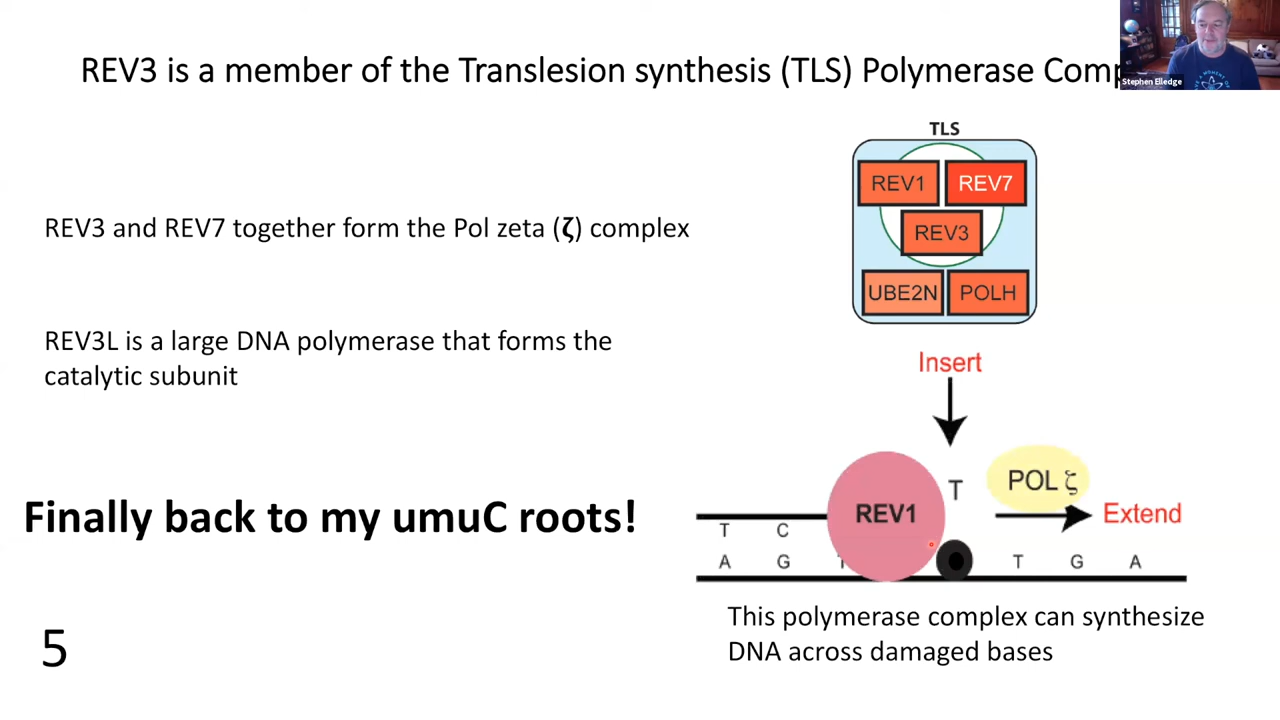 REV3 is a member of the Translesion synthesis (TLS) Polymerase
Stephen Elledge
TLS
REV1 REV7
REV3
UBE2N POLH
REV3 and REV7 together form the Pol zeta (ζ) complex
REV3L is a large DNA polymerase that forms the
catalytic subunit
Insert
Finally back to my umuC roots!
REV1 T POL ζ
Extend
T C
A G T T G A
This polymerase complex can synthesize
DNA across damaged bases
5